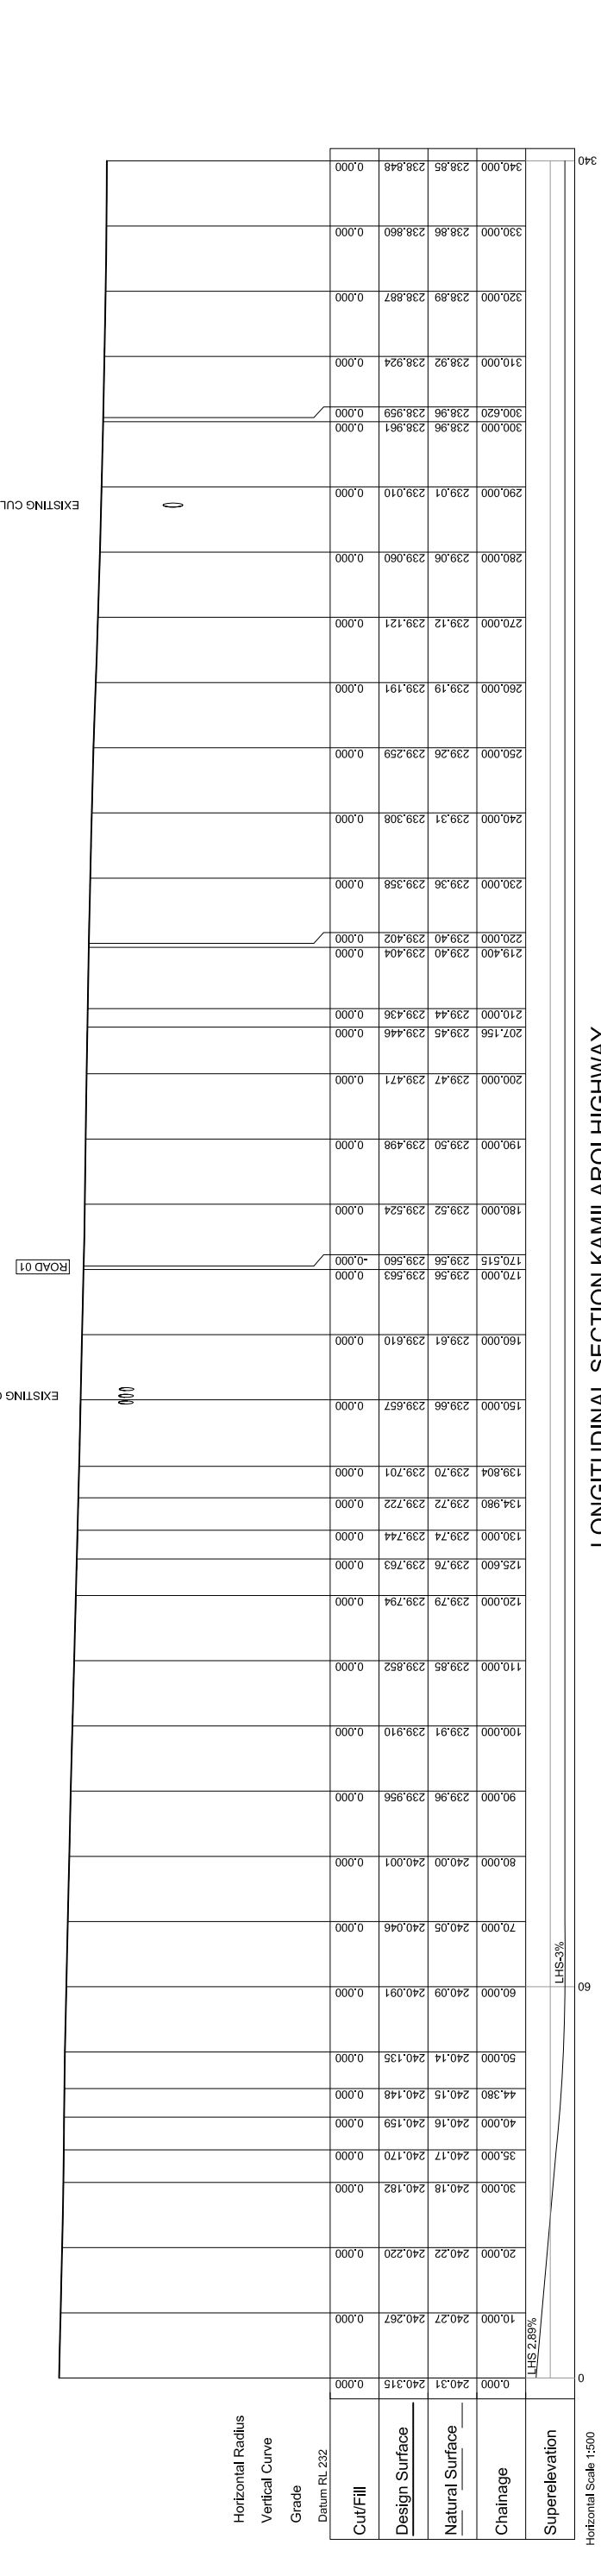 EXISTING CUL
ROAD 01
EXISTING C
Horizontal Radius
Vertical Curve
Grade
Datum RL 232
Cut/Fill 0.000 0.000 0.000 0.000 0.000 0.000 0.000 0.000 0.000 0.000 0.000 0.000 0.000 0.000 0.000 0.000 0.000 0.000 0.000 0.000 0.000 -0.000 0.000 0.000 0.000 0.000 0.000 0.000 0.000 0.000 0.000 0.000 0.000 0.000 0.000 0.000 0.000 0.000 0.000 0.000 0.000
Design Surface 240.315 240.267 240.220 240.182 240.170 240.159 240.148 240.135 240.091 240.046 240.001 239.956 239.910 239.852 239.794 239.763 239.744 239.722 239.701 239.657 239.610 239.563 239.560 239.524 239.498 239.471 239.446 239.436 239.404 239.402 239.358 239.308 239.259 239.191 239.121 239.060 239.010 238.961 238.959 238.924 238.887 238.860 238.848
Natural Surface 240.31 240.27 240.22 240.18 240.17 240.16 240.15 240.14 240.09 240.05 240.00 239.96 239.91 239.85 239.79 239.76 239.74 239.72 239.70 239.66 239.61 239.56 239.56 239.52 239.50 239.47 239.45 239.44 239.40 239.40 239.36 239.31 239.26 239.19 239.12 239.06 239.01 238.96 238.96 238.92 238.89 238.86 238.85
Chainage 0.000 10.000 20.000 30.000 35.000 40.000 44.380 50.000 60.000 70.000 80.000 90.000 100.000 110.000 120.000 125.600 130.000 134.980 139.804 150.000 160.000 170.000 170.515 180.000 190.000 200.000 207.156 210.000 219.400 220.000 230.000 240.000 250.000 260.000 270.000 280.000 290.000 300.000 300.620 310.000 320.000 330.000 340.000
Superelevation LHS 2.89% LHS-3%
0 60 340
Horizontal Scale 1:500
LONGITUDINAL SECTION KAMILAROI HIGHWAY